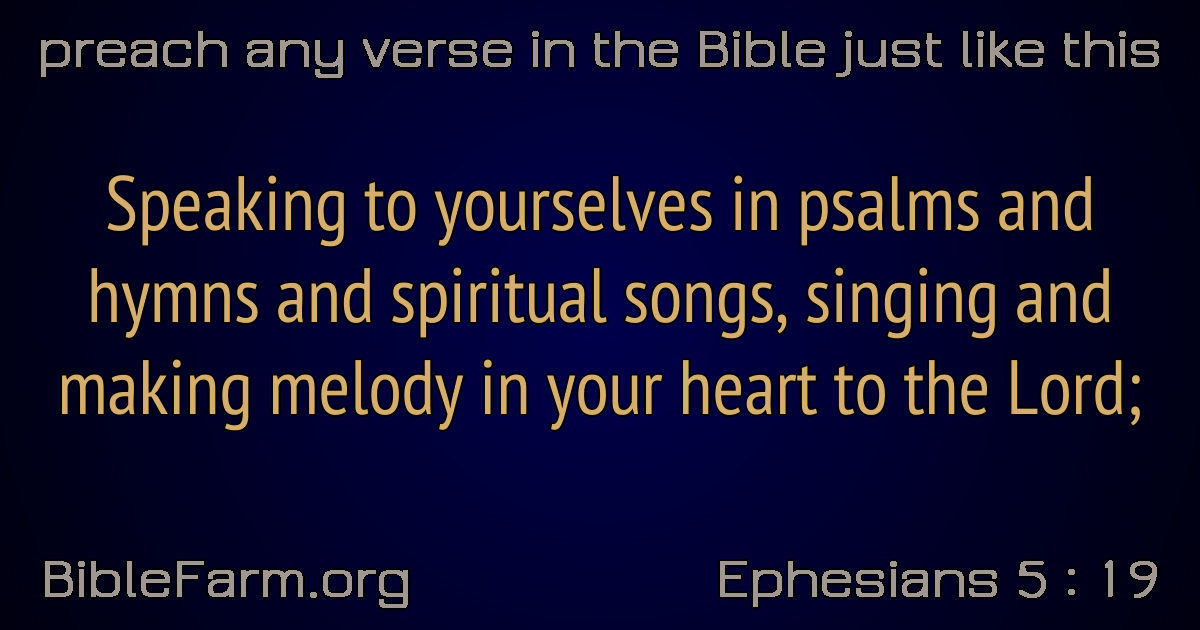 preach any verse in the Bible just like this
Speaking to yourselves in psalms and
hymns and spiritual songs, singing and
making melody in your heart to the Lord;
BibleFarm.org
Ephesians 5 : 19